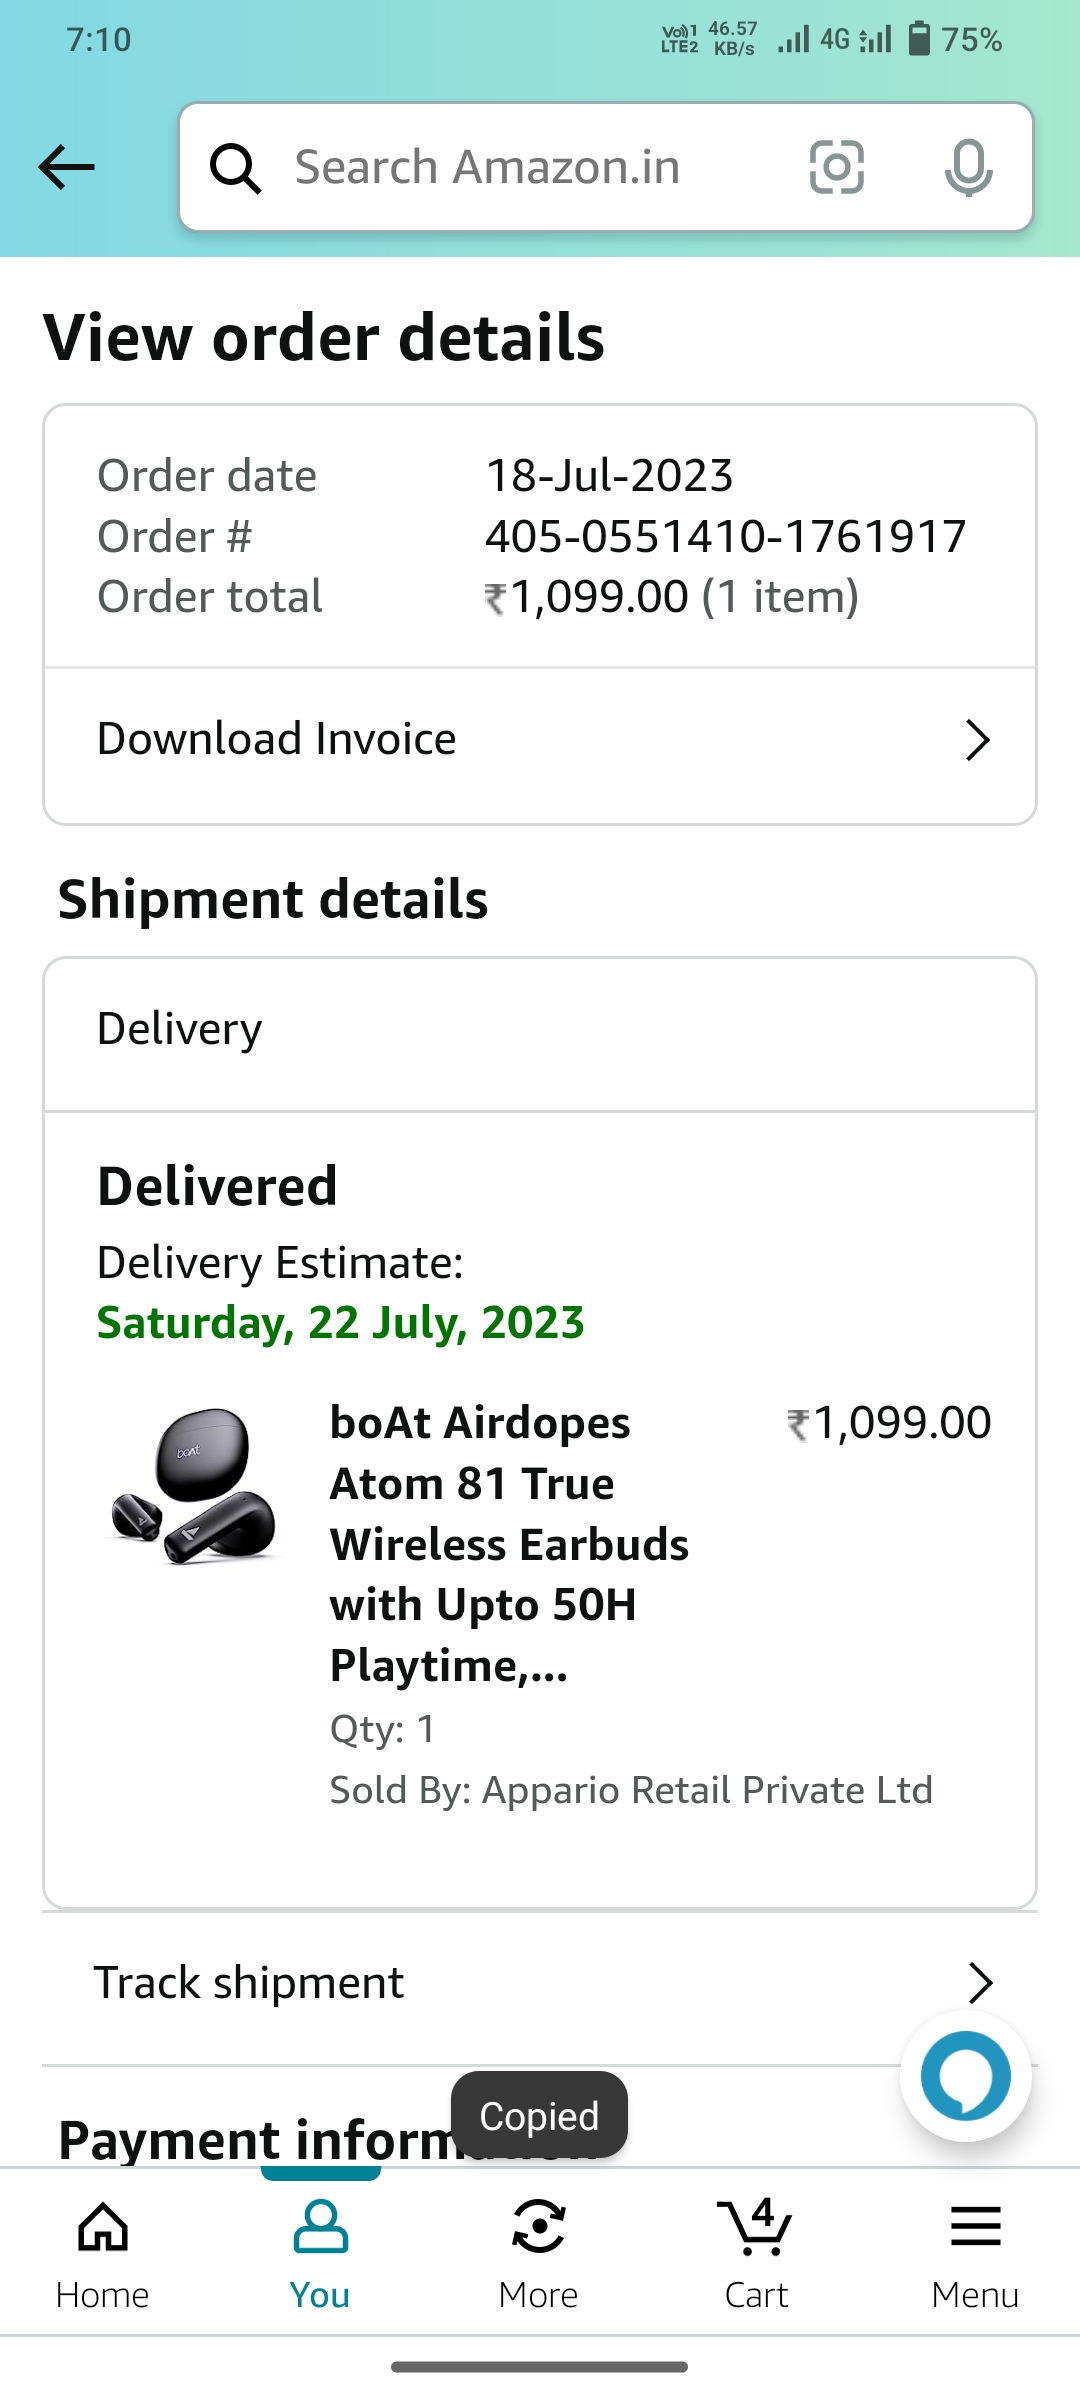 7:10
Vo))1 LTE2 46.57 KB/s 4G 75%
Search Amazon.in
View order details
Order date 18-Jul-2023
Order # 405-0551410-1761917
Order total ₹1,099.00 (1 item)
Download Invoice
Shipment details
Delivery
Delivered
Delivery Estimate:
Saturday, 22 July, 2023
boAt
boAt Airdopes ₹1,099.00
Atom 81 True
Wireless Earbuds
with Upto 50H
Playtime,...
Qty: 1
Sold By: Appario Retail Private Ltd
Track shipment
Copied
Payment inform
4
Home You More Cart Menu